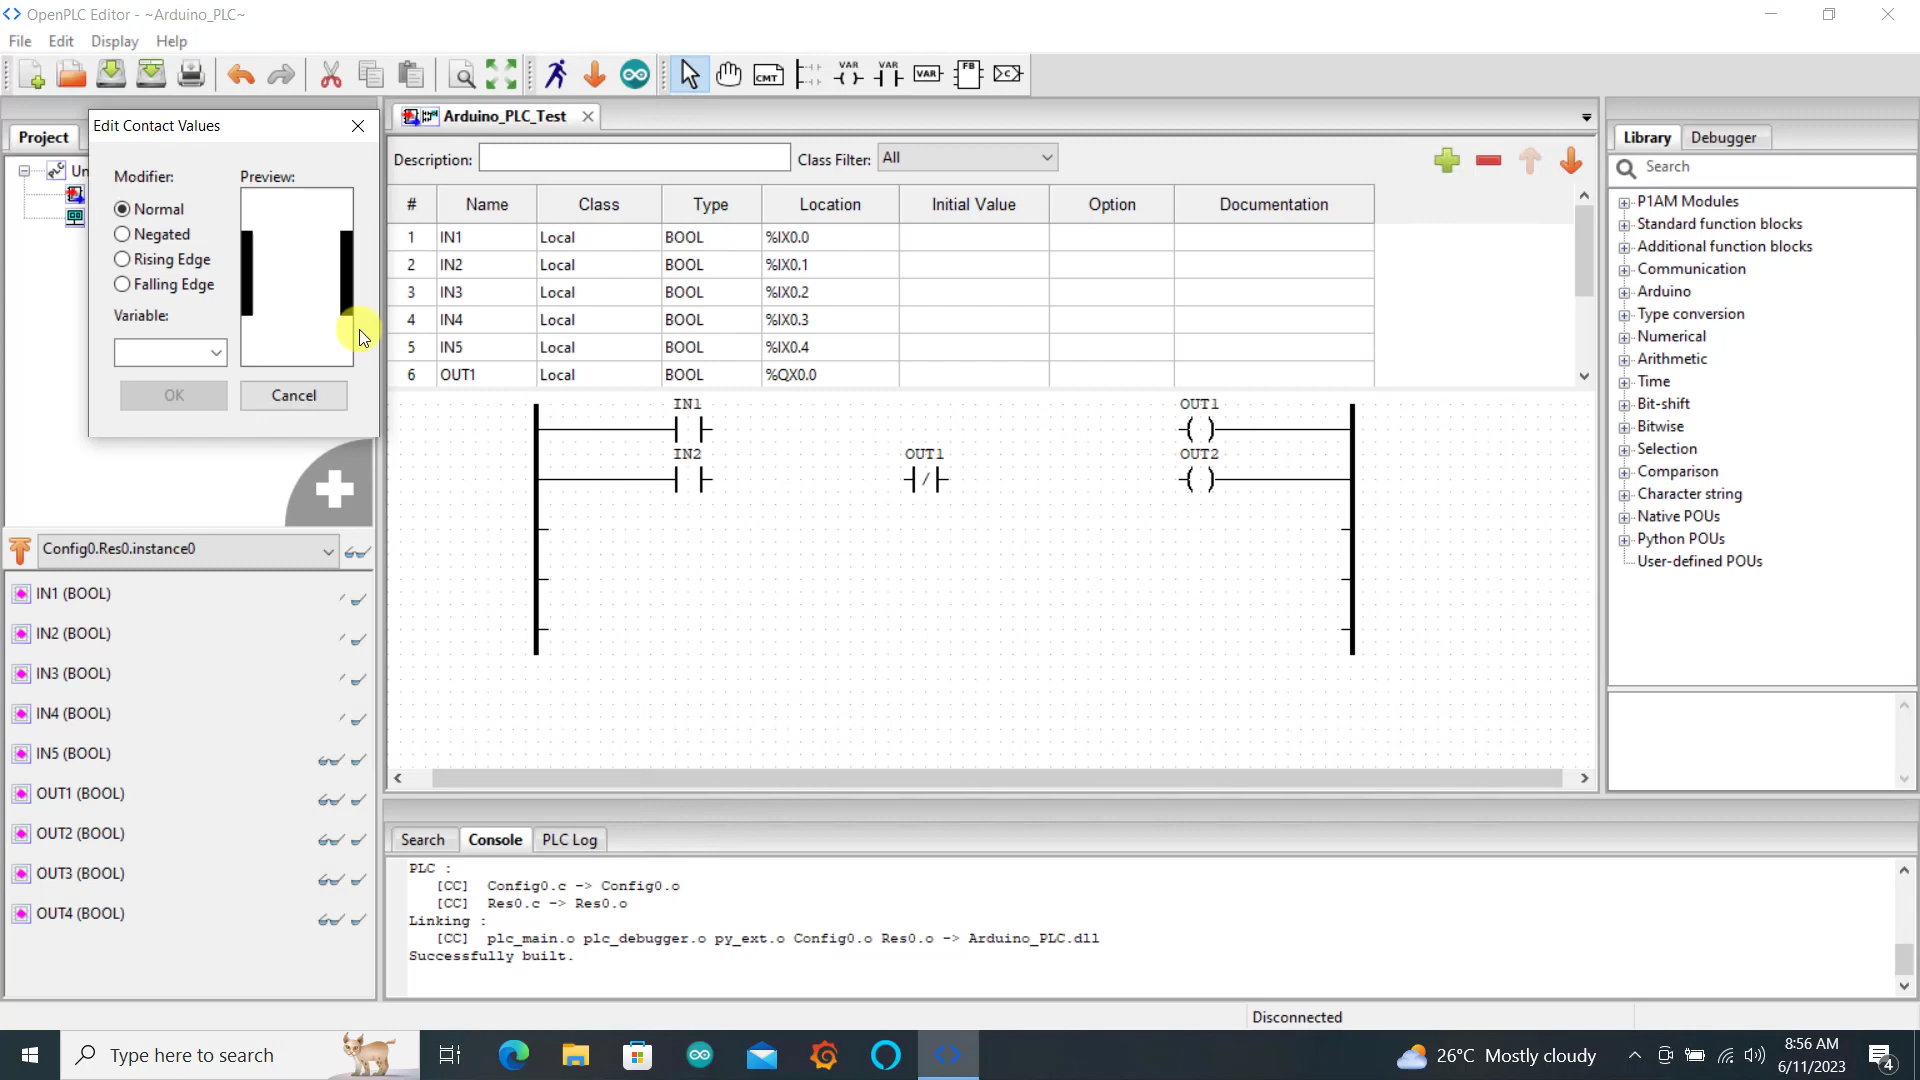 OpenPLC Editor - ~Arduino_PLC~
File Edit Display Help
CMT VAR VAR VAR FB C
Edit Contact Values
Modifier:
Preview:
Normal
Negated
Rising Edge
Falling Edge
Variable:
OK Cancel
Project
Un
Config0.Res0.instance0
IN1 (BOOL)
IN2 (BOOL)
IN3 (BOOL)
IN4 (BOOL)
IN5 (BOOL)
OUT1 (BOOL)
OUT2 (BOOL)
OUT3 (BOOL)
OUT4 (BOOL)
Arduino_PLC_Test
Description: Class Filter: All
# Name Class Type Location Initial Value Option Documentation
1 IN1 Local BOOL %IX0.0
2 IN2 Local BOOL %IX0.1
3 IN3 Local BOOL %IX0.2
4 IN4 Local BOOL %IX0.3
5 IN5 Local BOOL %IX0.4
6 OUT1 Local BOOL %QX0.0
IN1 OUT1
IN2 OUT1 OUT2
Search Console PLC Log
PLC :
[CC] Config0.c -> Config0.o
[CC] Res0.c -> Res0.o
Linking :
[CC] plc_main.o plc_debugger.o py_ext.o Config0.o Res0.o -> Arduino_PLC.dll
Successfully built.
Library Debugger
Search
P1AM Modules
Standard function blocks
Additional function blocks
Communication
Arduino
Type conversion
Numerical
Arithmetic
Time
Bit-shift
Bitwise
Selection
Comparison
Character string
Native POUs
Python POUs
User-defined POUs
Disconnected
Type here to search
26°C Mostly cloudy
8:56 AM
6/11/2023
4